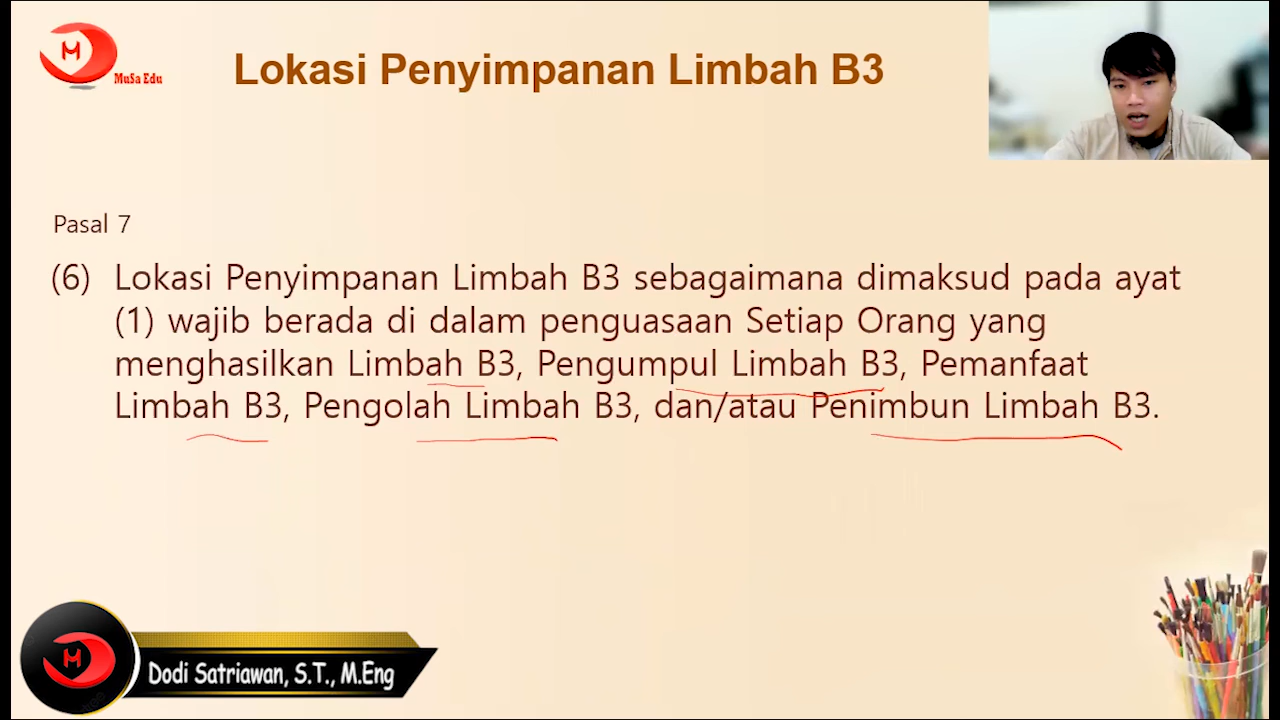 MuSa Edu
Lokasi Penyimpanan Limbah B3
Pasal 7
(6) Lokasi Penyimpanan Limbah B3 sebagaimana dimaksud pada ayat
(1) wajib berada di dalam penguasaan Setiap Orang yang
menghasilkan Limbah B3, Pengumpul Limbah B3, Pemanfaat
Limbah B3, Pengolah Limbah B3, dan/atau Penimbun Limbah B3.
Dodi Satriawan, S.T., M.Eng